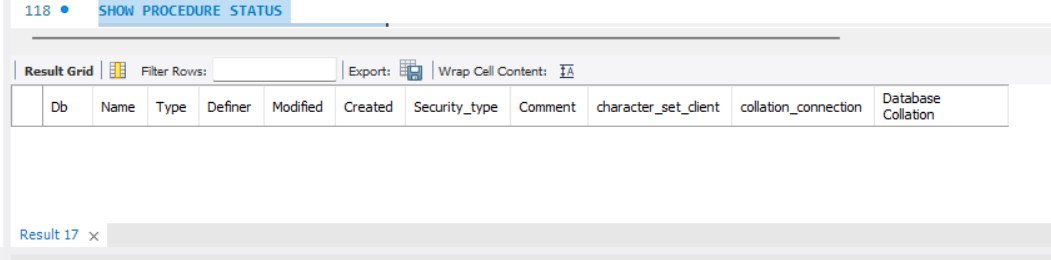 118 SHOW PROCEDURE STATUS
Result Grid Filter Rows: Export: Wrap Cell Content: IA
Db Name Type Definer Modified Created Security_type Comment character_set_client collation_connection Database
Collation
Result 17 ×